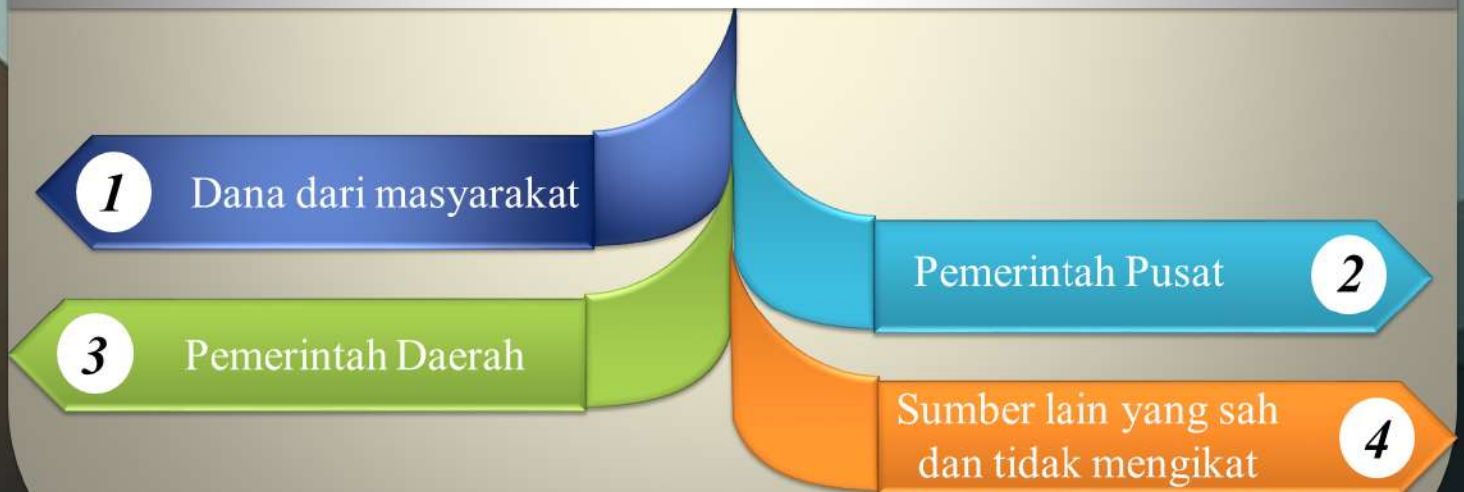 1 Dana dari masyarakat
Pemerintah Pusat 2
3 Pemerintah Daerah
Sumber lain yang sah
dan tidak mengikat 4